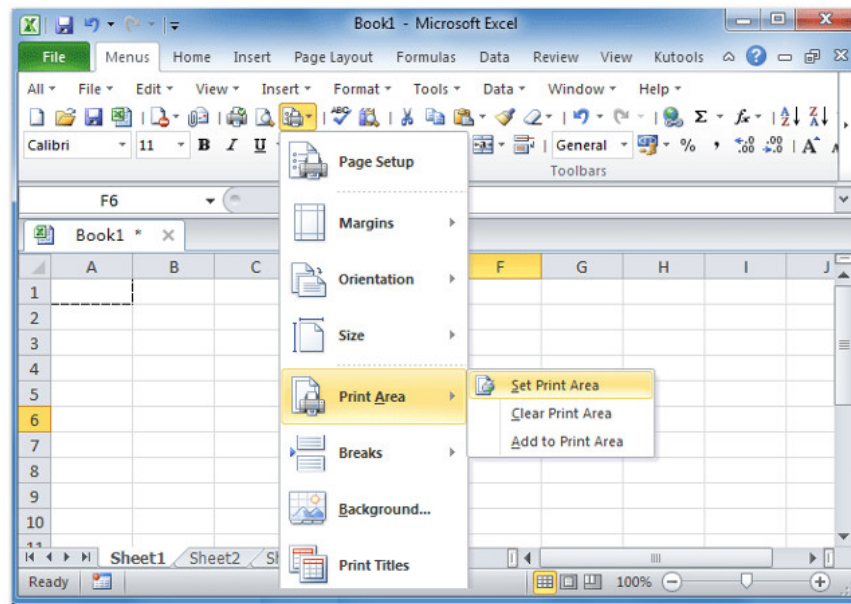 Book1 - Microsoft Excel
File Menus Home Insert Page Layout Formulas Data Review View Kutools
All File Edit View Insert Format Tools Data Window Help
ABC
Calibri 11 B I U General % ,
Toolbars
F6
Book1 *
A B C F G H I J
1
2
3
4
5
6
7
8
9
10
11
Page Setup
Margins
Orientation
Size
Print Area
Breaks
Background...
Print Titles
Set Print Area
Clear Print Area
Add to Print Area
Sheet1 Sheet2
Ready 100%